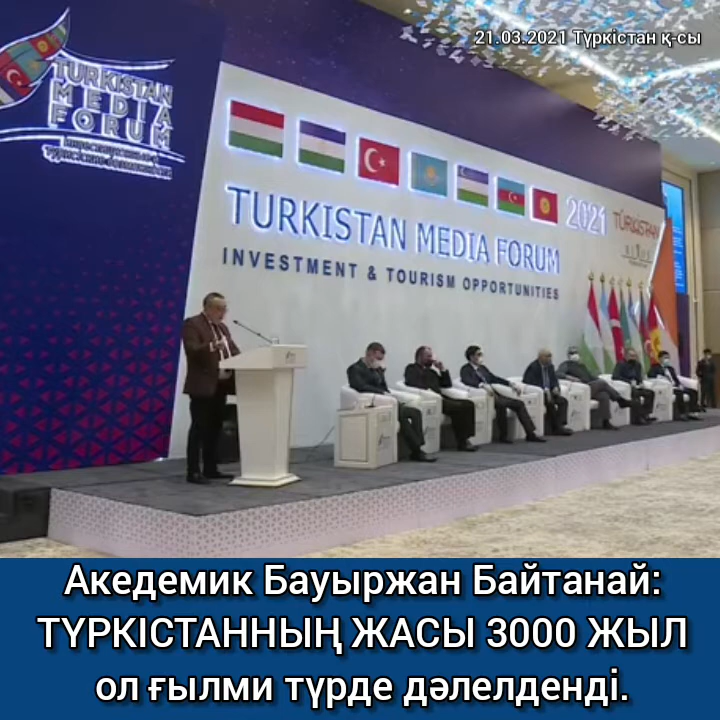 21.03.2021 Түркістан қ-сы
TURKISTAN
MEDIA
FORUM
2021
TURKISTAN MEDIA FORUM
INVESTMENT & TOURISM OPPORTUNITIES
Акедемик Бауыржан Байтанай:
ТҮРКІСТАННЫҢ ЖАСЫ 3000 ЖЫЛ
ол ғылми түрде дәлелденді.